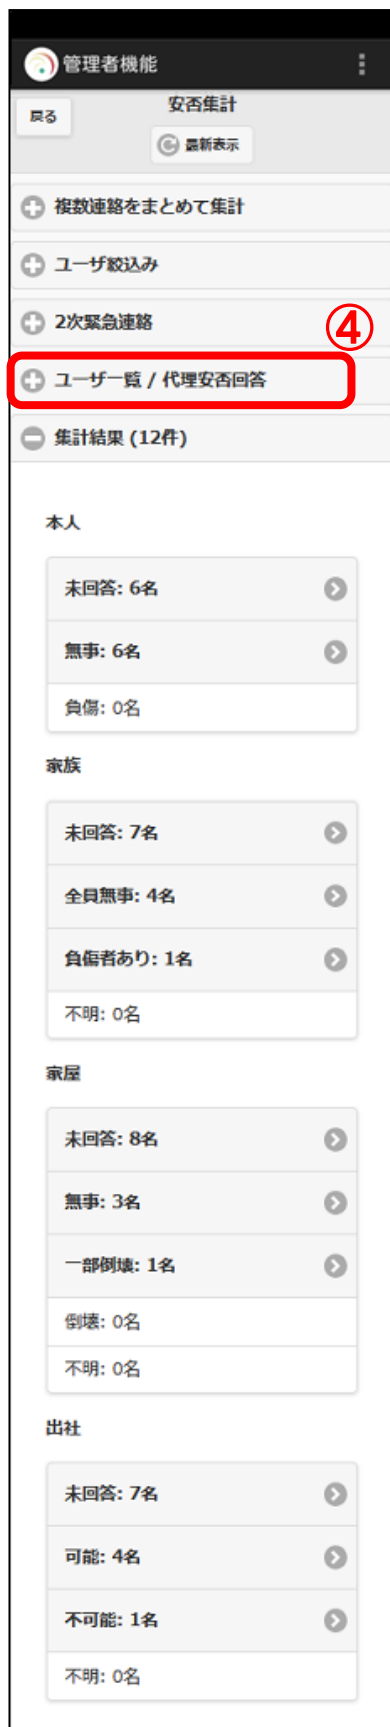 管理者機能
戻る
安否集計
最新表示
複数連絡をまとめて集計
ユーザ絞込み
2次緊急連絡
④
ユーザ一覧 / 代理安否回答
集計結果 (12件)
本人
未回答: 6名
無事: 6名
負傷: 0名
家族
未回答: 7名
全員無事: 4名
負傷者あり: 1名
不明: 0名
家屋
未回答: 8名
無事: 3名
一部倒壊: 1名
倒壊: 0名
不明: 0名
出社
未回答: 7名
可能: 4名
不可能: 1名
不明: 0名